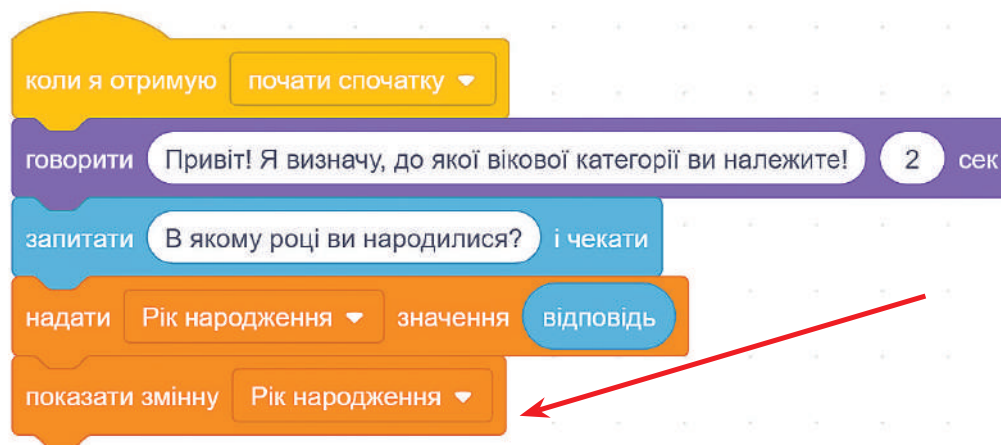 коли я отримую почати спочатку
говорити Привіт! Я визначу, до якої вікової категорії ви належите! 2 сек
запитати В якому році ви народилися? і чекати
надати Рік народження значення відповідь
показати змінну Рік народження